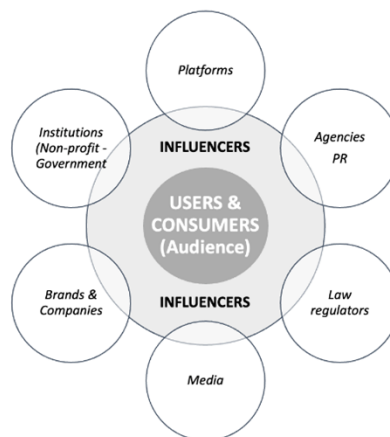 Platforms
Institutions
(Non-profit -
Government
INFLUENCERS
Agencies
PR
USERS &
CONSUMERS
(Audience)
Brands &
Companies
INFLUENCERS
Law
regulators
Media